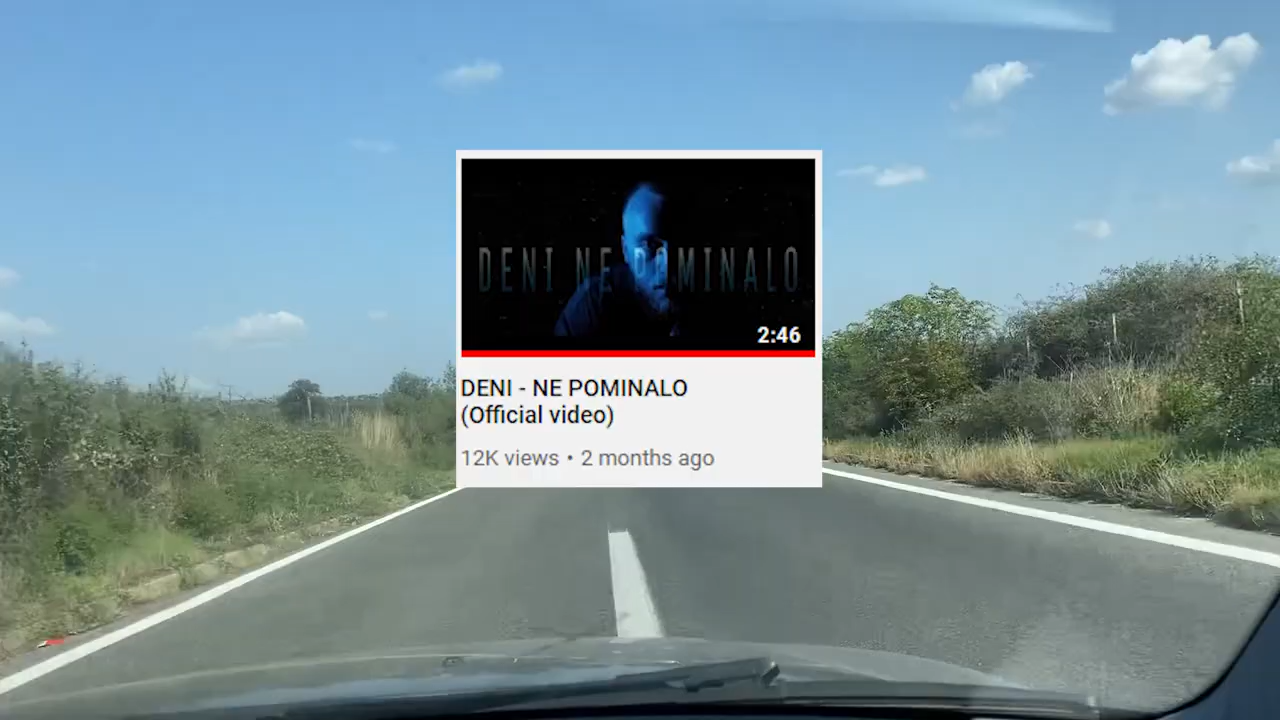 DENI NE POMINALO
2:46
DENI - NE POMINALO
(Official video)
12K views • 2 months ago